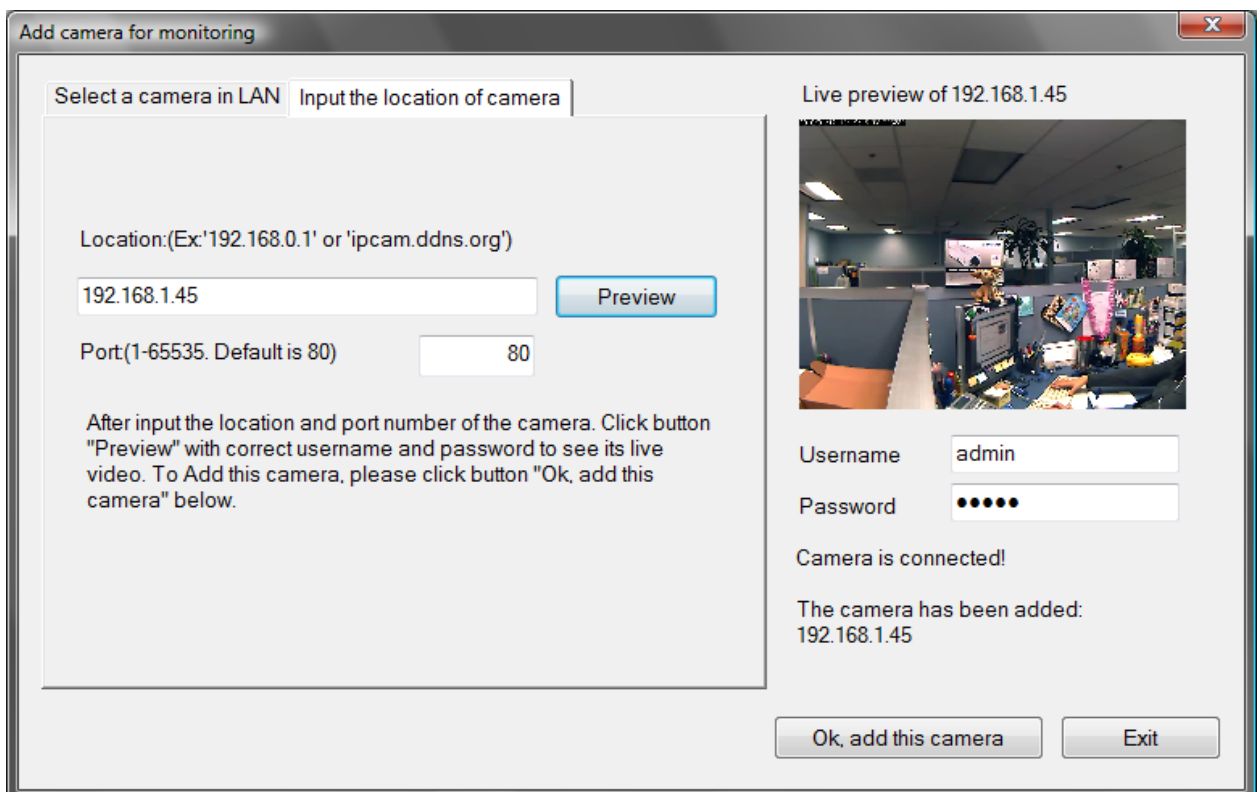 Add camera for monitoring
Select a camera in LAN
Input the location of camera
Location:(Ex:'192.168.0.1' or 'ipcam.ddns.org')
192.168.1.45
Preview
Port:(1-65535. Default is 80)
80
After input the location and port number of the camera. Click button
"Preview" with correct username and password to see its live
video. To Add this camera, please click button "Ok, add this
camera" below.
Live preview of 192.168.1.45
Username
admin
Password
●●●●●
Camera is connected!
The camera has been added:
192.168.1.45
Ok, add this camera
Exit